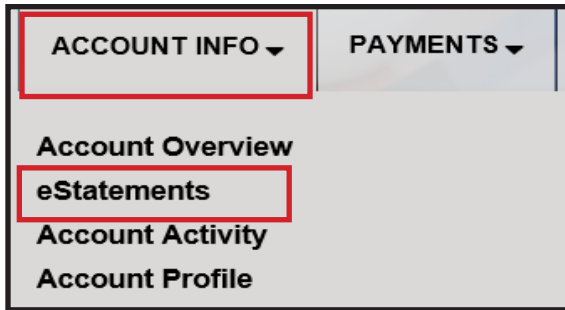 ACCOUNT INFO PAYMENTS
Account Overview
eStatements
Account Activity
Account Profile